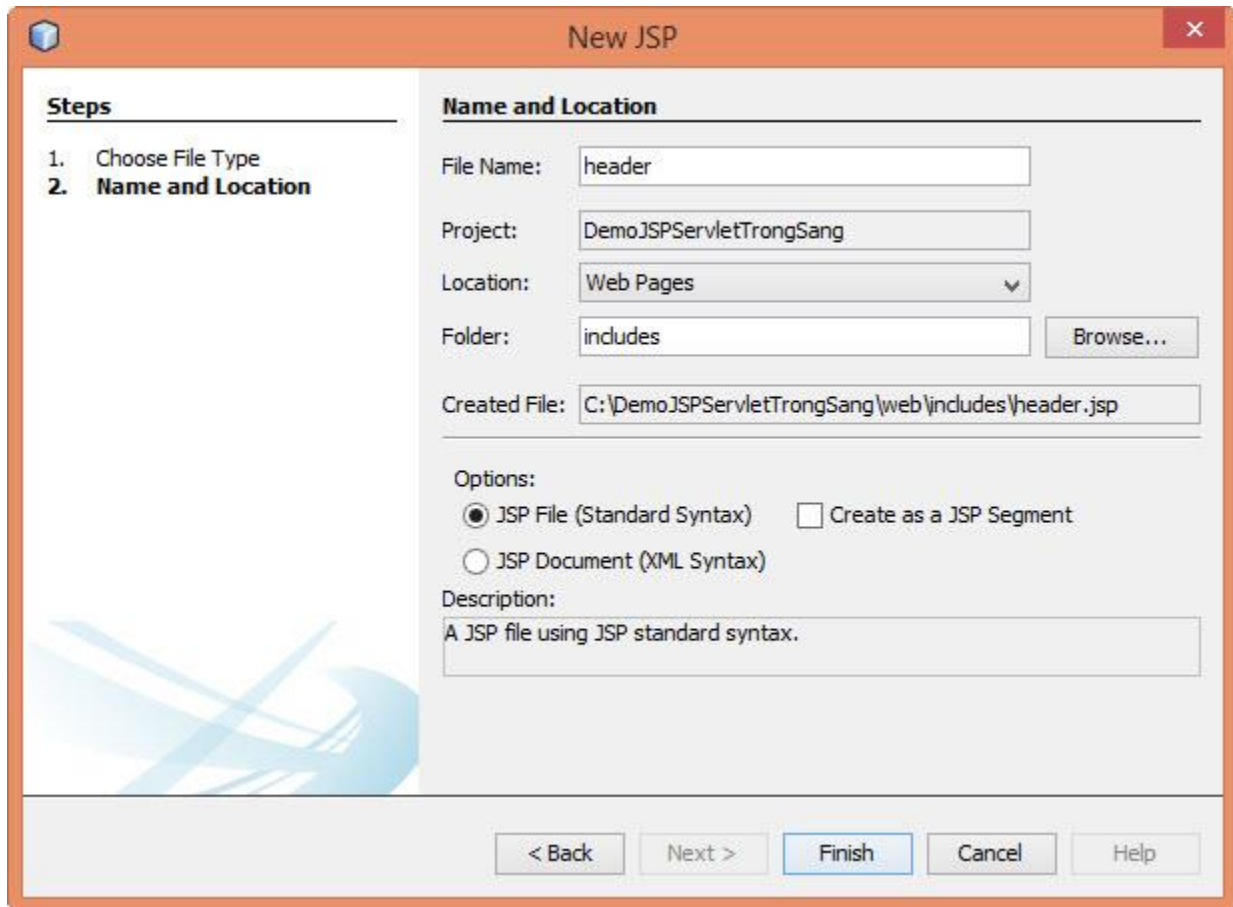 New JSP
Steps
1. Choose File Type
2. Name and Location
Name and Location
File Name: header
Project: DemoJSPServletTrongSang
Location: Web Pages
Folder: includes Browse...
Created File: C:\DemoJSPServletTrongSang\web\includes\header.jsp
Options:
JSP File (Standard Syntax) Create as a JSP Segment
JSP Document (XML Syntax)
Description:
A JSP file using JSP standard syntax.
< Back Next > Finish Cancel Help